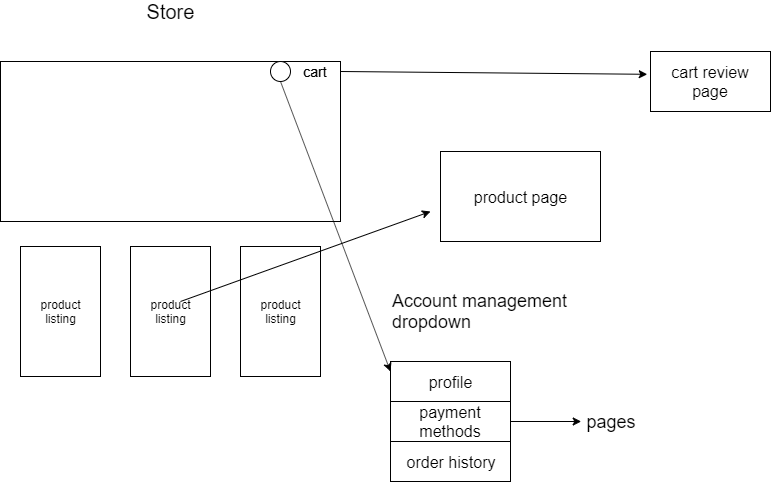 Store
cart
cart review
page
product page
product
listing
product
listing
product
listing
Account management
dropdown
profile
payment
methods
pages
order history